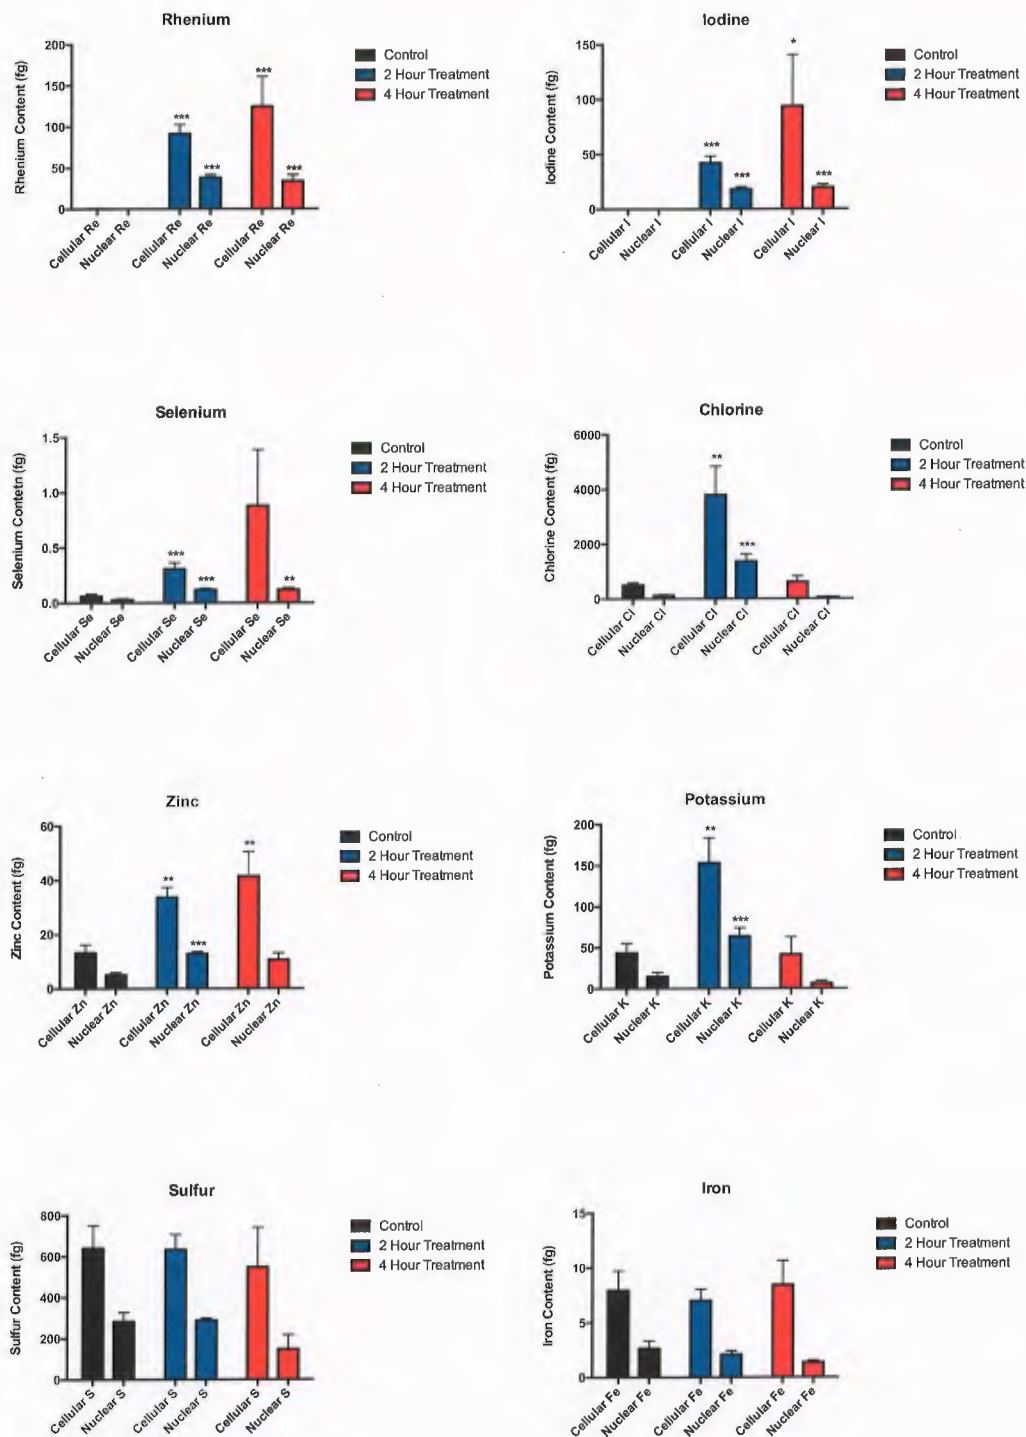 Rhenium
Rhenium Content (fg)
200
150
100
50
0
***
***
***
***
Cellular Re
Nuclear Re
Cellular Re
Nuclear Re
Cellular Re
Nuclear Re
Control
2 Hour Treatment
4 Hour Treatment
Iodine
Iodine Content (fg)
150
100
50
0
***
***
*
***
Cellular I
Nuclear I
Cellular I
Nuclear I
Cellular I
Nuclear I
Control
2 Hour Treatment
4 Hour Treatment
Selenium
Selenium Contetn (fg)
1.5
1.0
0.5
0.0
***
***
**
Cellular Se
Nuclear Se
Cellular Se
Nuclear Se
Cellular Se
Nuclear Se
Control
2 Hour Treatment
4 Hour Treatment
Chlorine
Chlorine Content (fg)
6000
4000
2000
0
**
***
Cellular Cl
Nuclear Cl
Cellular Cl
Nuclear Cl
Cellular Cl
Nuclear Cl
Control
2 Hour Treatment
4 Hour Treatment
Zinc
Zinc Content (fg)
60
40
20
0
**
***
**
Cellular Zn
Nuclear Zn
Cellular Zn
Nuclear Zn
Cellular Zn
Nuclear Zn
Control
2 Hour Treatment
4 Hour Treatment
Potassium
Potassium Content (fg)
200
150
100
50
0
**
***
Cellular K
Nuclear K
Cellular K
Nuclear K
Cellular K
Nuclear K
Control
2 Hour Treatment
4 Hour Treatment
Sulfur
Sulfur Content (fg)
800
600
400
200
0
Cellular S
Nuclear S
Cellular S
Nuclear S
Cellular S
Nuclear S
Control
2 Hour Treatment
4 Hour Treatment
Iron
Iron Content (fg)
15
10
5
0
Cellular Fe
Nuclear Fe
Cellular Fe
Nuclear Fe
Cellular Fe
Nuclear Fe
Control
2 Hour Treatment
4 Hour Treatment